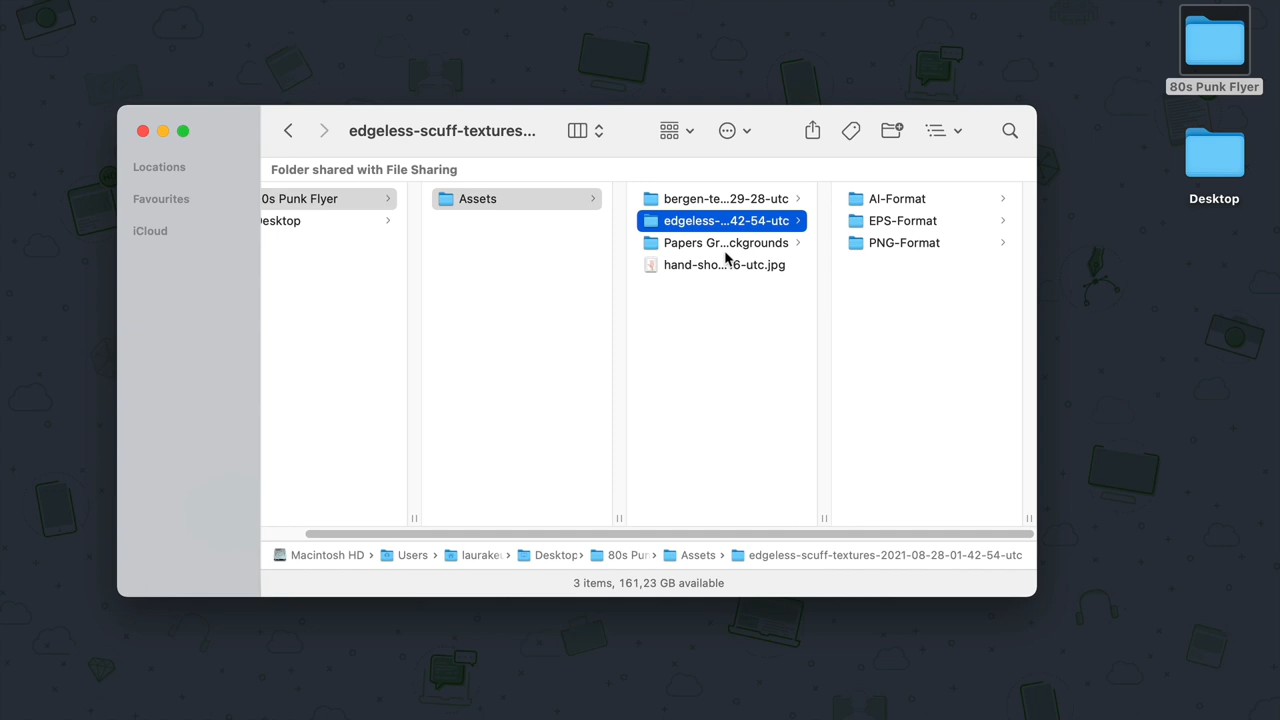 80s Punk Flyer
Desktop
edgeless-scuff-textures...
Folder shared with File Sharing
Locations
Favourites
iCloud
0s Punk Flyer
esktop
Assets
bergen-te...29-28-utc
edgeless-...42-54-utc
Papers Gr...ckgrounds
hand-sho...6-utc.jpg
AI-Format
EPS-Format
PNG-Format
Macintosh HD › Users › laurake › Desktop › 80s Pun › Assets › edgeless-scuff-textures-2021-08-28-01-42-54-utc
3 items, 161,23 GB available